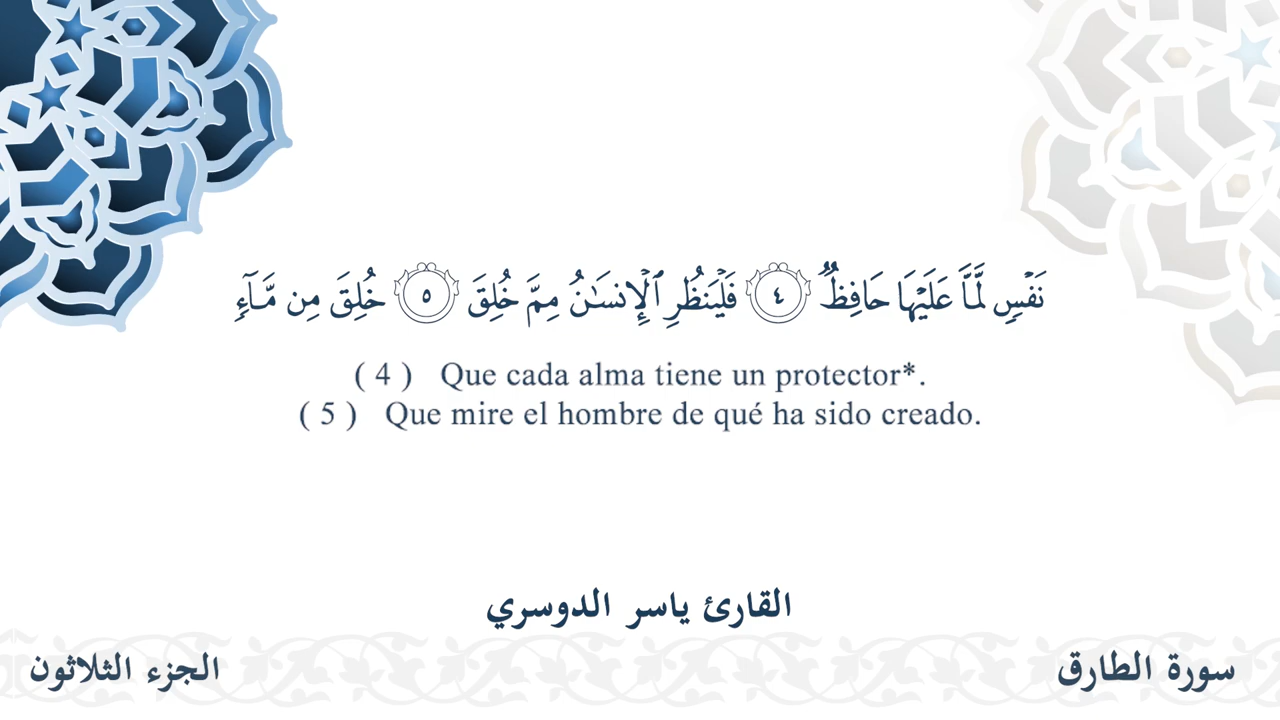 نَفۡسٖ لَّمَّا عَلَيۡهَا حَافِظٞ ٤ فَلۡيَنظُرِ ٱلۡإِنسَٰنُ مِمَّ خُلِقَ ٥ خُلِقَ مِن مَّآءٖ
( 4 ) Que cada alma tiene un protector*.
( 5 ) Que mire el hombre de qué ha sido creado.
القارئ ياسر الدوسري
سورة الطارق
الجزء الثلاثون